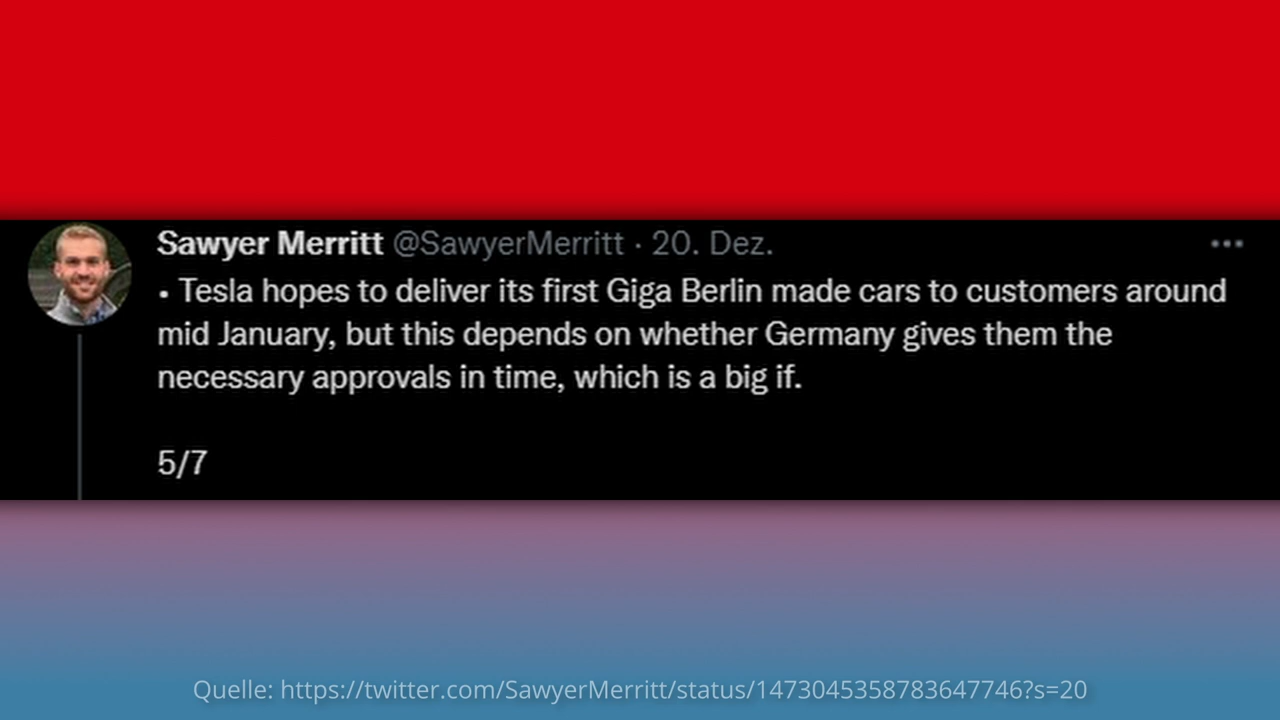 Sawyer Merritt @SawyerMerritt · 20. Dez.
• Tesla hopes to deliver its first Giga Berlin made cars to customers around
mid January, but this depends on whether Germany gives them the
necessary approvals in time, which is a big if.
5/7
Quelle: https://twitter.com/SawyerMerritt/status/1473045358783647746?s=20